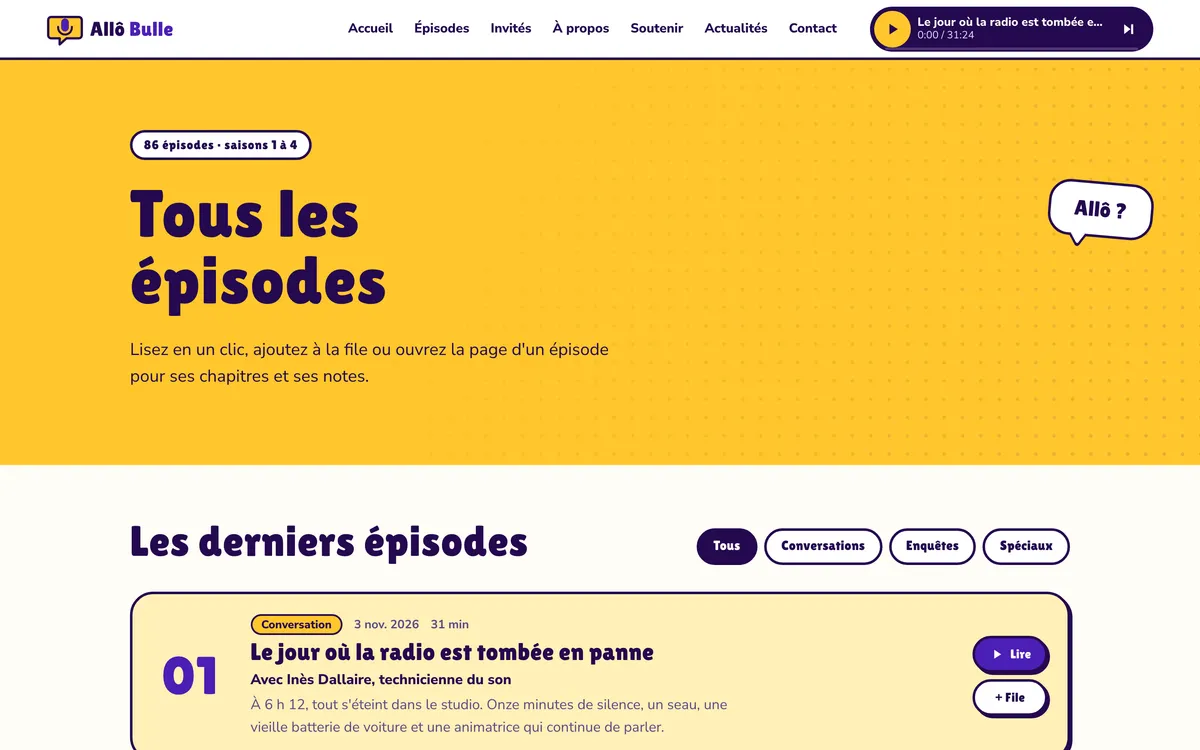 Allô Bulle
Accueil
Épisodes
Invités
À propos
Soutenir
Actualités
Contact
Le jour où la radio est tombée e...
0:00 / 31:24
86 épisodes · saisons 1 à 4
Tous les
épisodes
Lisez en un clic, ajoutez à la file ou ouvrez la page d'un épisode
pour ses chapitres et ses notes.
Allô ?
Les derniers épisodes
Tous
Conversations
Enquêtes
Spéciaux
01
Conversation 3 nov. 2026 31 min
Le jour où la radio est tombée en panne
Avec Inès Dallaire, technicienne du son
À 6 h 12, tout s'éteint dans le studio. Onze minutes de silence, un seau, une
vieille batterie de voiture et une animatrice qui continue de parler.
Lire
+ File